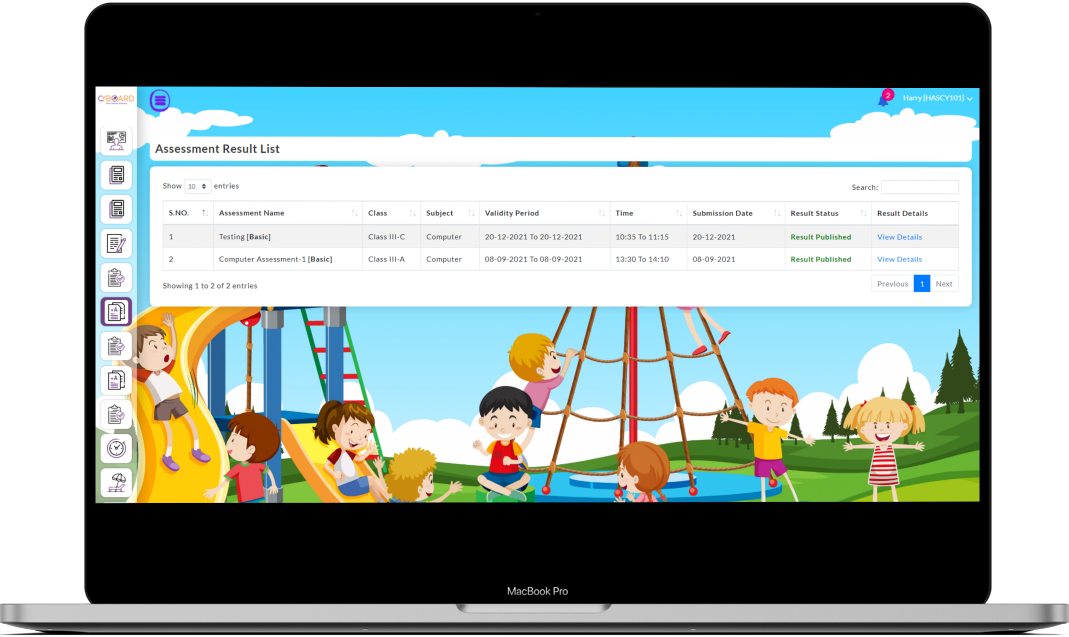 CYBOARD
2
Harry [HASCY101]
Assessment Result List
Show 10 entries
Search:
S.NO. Assessment Name Class Subject Validity Period Time Submission Date Result Status Result Details
1 Testing [Basic] Class III-C Computer 20-12-2021 To 20-12-2021 10:35 To 11:15 20-12-2021 Result Published View Details
2 Computer Assessment-1 [Basic] Class III-A Computer 08-09-2021 To 08-09-2021 13:30 To 14:10 08-09-2021 Result Published View Details
Showing 1 to 2 of 2 entries
Previous 1 Next
MacBook Pro